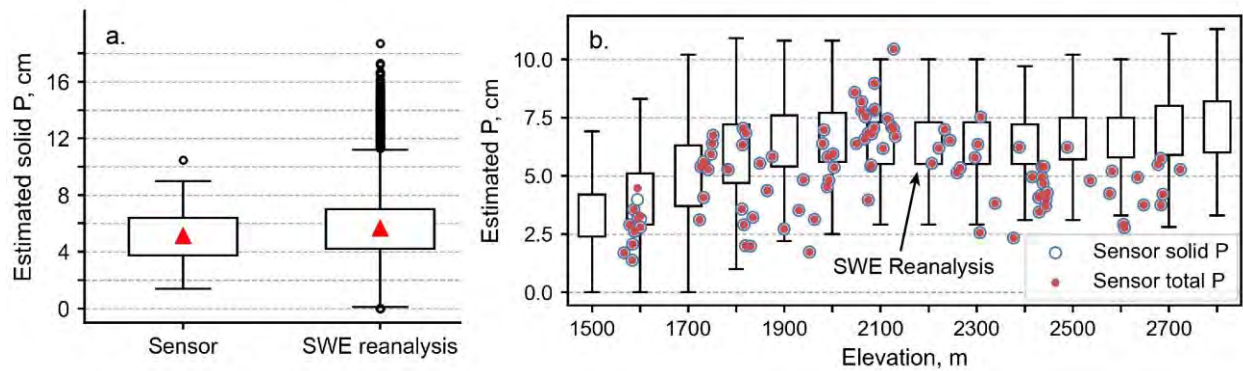 a.
Estimated solid P, cm
16
12
8
4
0
Sensor SWE reanalysis
b.
Estimated P, cm
10.0
7.5
5.0
2.5
0.0
SWE Reanalysis
Sensor solid P
Sensor total P
1500 1700 1900 2100 2300 2500 2700
Elevation, m